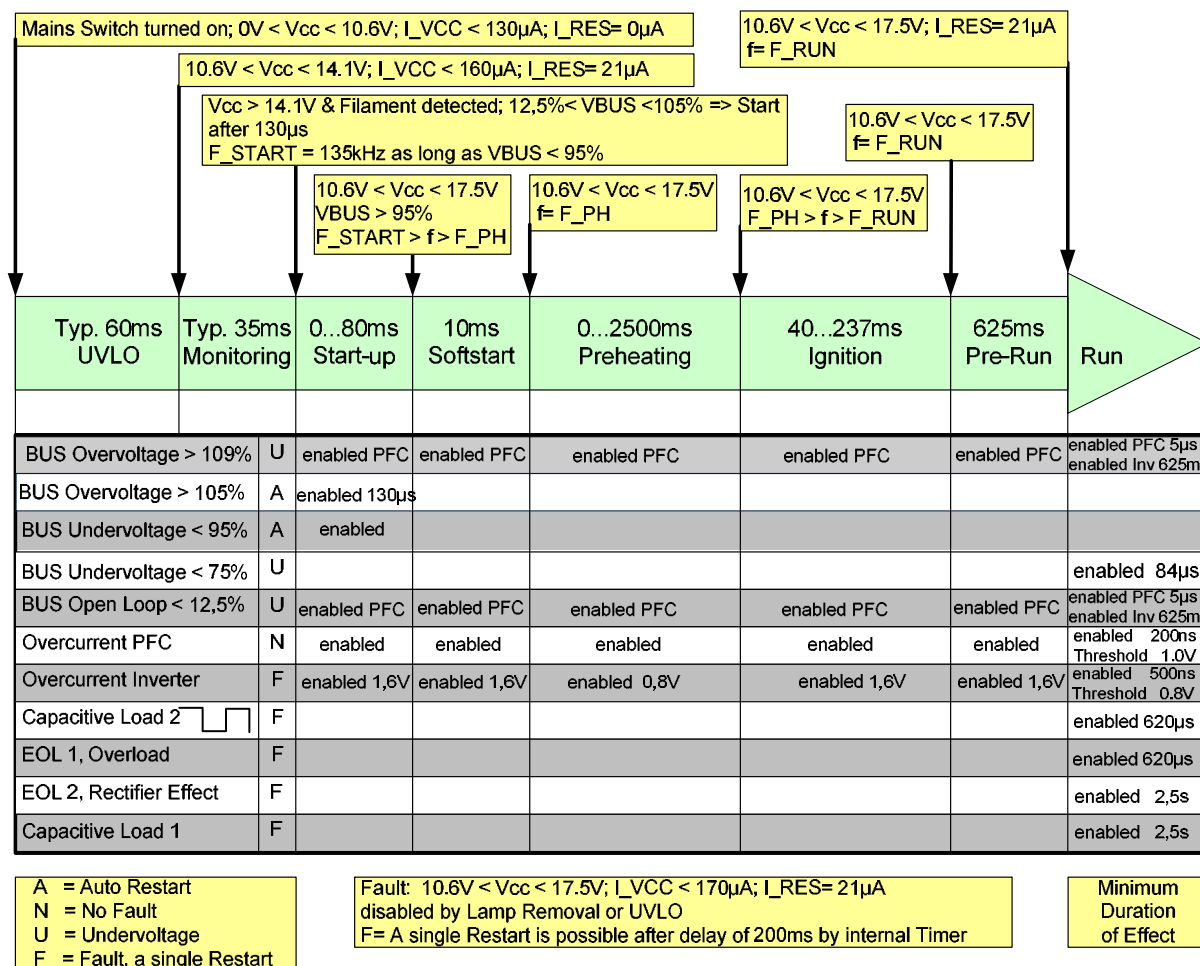 Mains Switch turned on; 0V < Vcc < 10.6V; I_VCC < 130µA; I_RES= 0µA
10.6V < Vcc < 17.5V; I_RES= 21µA
f= F_RUN
10.6V < Vcc < 14.1V; I_VCC < 160µA; I_RES= 21µA
Vcc > 14.1V & Filament detected; 12,5%< VBUS <105% => Start
after 130µs
F_START = 135kHz as long as VBUS < 95%
10.6V < Vcc < 17.5V
f= F_RUN
10.6V < Vcc < 17.5V
VBUS > 95%
F_START > f > F_PH
10.6V < Vcc < 17.5V
f= F_PH
10.6V < Vcc < 17.5V
F_PH > f > F_RUN
Typ. 60ms
UVLO
Typ. 35ms
Monitoring
0...80ms
Start-up
10ms
Softstart
0...2500ms
Preheating
40...237ms
Ignition
625ms
Pre-Run
Run
BUS Overvoltage > 109% U enabled PFC enabled PFC enabled PFC enabled PFC enabled PFC enabled PFC 5µs
enabled Inv 625m
BUS Overvoltage > 105% A enabled 130µs
BUS Undervoltage < 95% A enabled
BUS Undervoltage < 75% U enabled 84µs
BUS Open Loop < 12,5% U enabled PFC enabled PFC enabled PFC enabled PFC enabled PFC enabled PFC 5µs
enabled Inv 625m
Overcurrent PFC N enabled enabled enabled enabled enabled enabled 200ns
Threshold 1.0V
Overcurrent Inverter F enabled 1,6V enabled 1,6V enabled 0,8V enabled 1,6V enabled 1,6V enabled 500ns
Threshold 0.8V
Capacitive Load 2 F enabled 620µs
EOL 1, Overload F enabled 620µs
EOL 2, Rectifier Effect F enabled 2,5s
Capacitive Load 1 F enabled 2,5s
A = Auto Restart
N = No Fault
U = Undervoltage
F = Fault, a single Restart
Fault: 10.6V < Vcc < 17.5V; I_VCC < 170µA; I_RES= 21µA
disabled by Lamp Removal or UVLO
F= A single Restart is possible after delay of 200ms by internal Timer
Minimum
Duration
of Effect